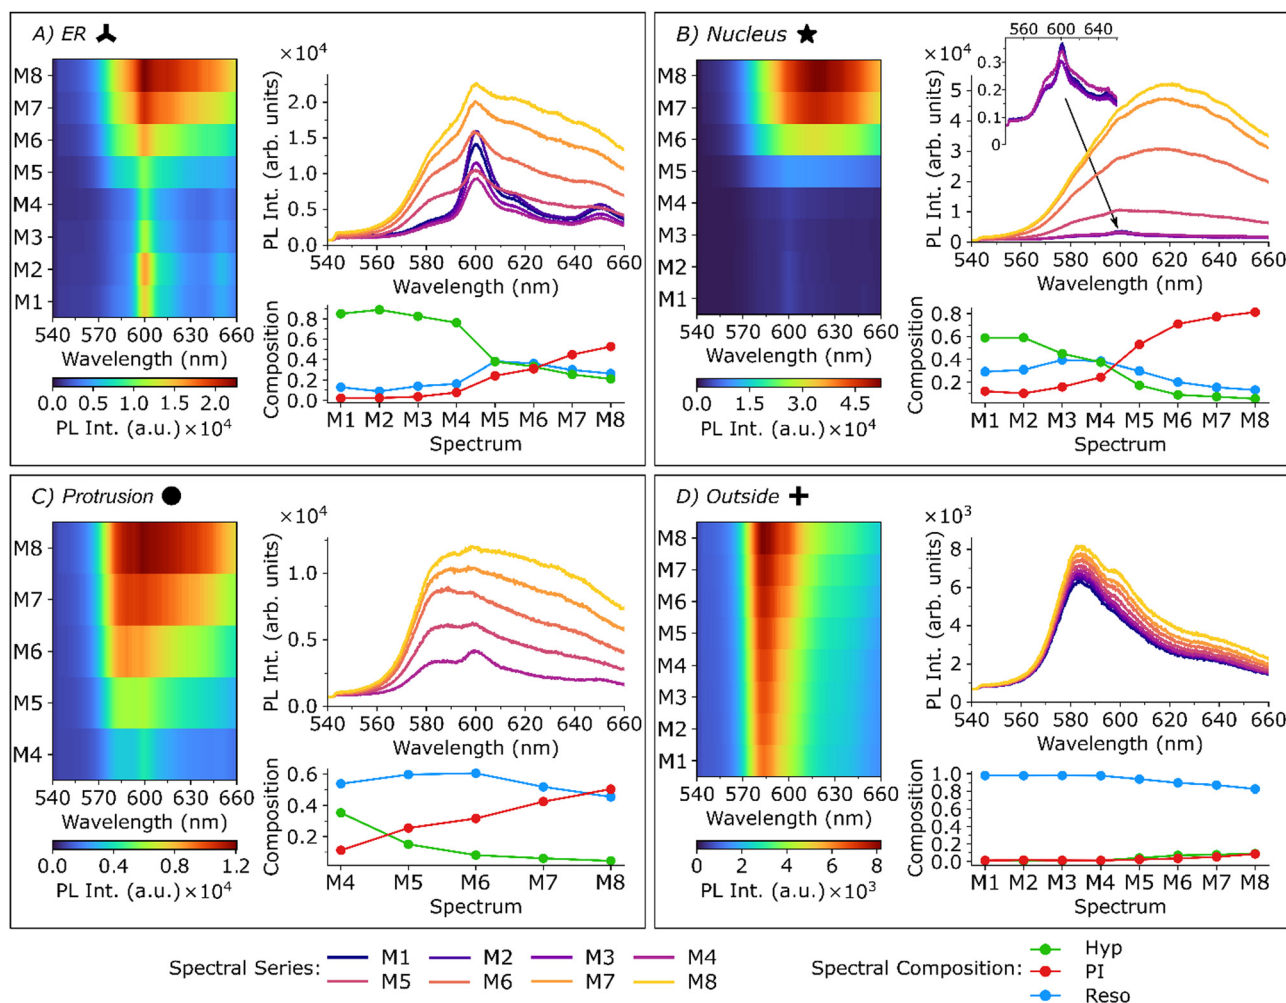 A) ER
M8
M7
M6
M5
M4
M3
M2
M1
540 600 660
Wavelength (nm)
0.0 0.5 1.5 2.0
PL Int. (a.u.) ×10⁴
×10⁴
PL Int. (arb. units)
2.0
1.5
1.0
0.5
0.0
540 560 580 600 620 640 660
Wavelength (nm)
Composition
0.8
0.6
0.4
0.2
0.0
M1 M2 M3 M4 M5 M6 M7 M8
Spectrum
B) Nucleus
M8
M7
M6
M5
M4
M3
M2
M1
540 600 660
Wavelength (nm)
0.0 1.5 3.0 4.5
PL Int. (a.u.) ×10⁴
×10⁴
560 600 640
0.3
0.2
0.1
0
PL Int. (arb. units)
6
5
4
3
2
1
0
540 560 580 600 620 640 660
Wavelength (nm)
Composition
0.8
0.6
0.4
0.2
M1 M2 M3 M4 M5 M6 M7 M8
Spectrum
C) Protrusion
M8
M7
M6
M5
M4
540 600 660
Wavelength (nm)
0.0 0.4 0.8 1.2
PL Int. (a.u.) ×10⁴
×10⁴
PL Int. (arb. units)
1.0
0.5
0.0
540 560 580 600 620 640 660
Wavelength (nm)
Composition
0.6
0.4
0.2
M4 M5 M6 M7 M8
Spectrum
D) Outside
M8
M7
M6
M5
M4
M3
M2
M1
540 600 660
Wavelength (nm)
0 2 4 6 8
PL Int. (a.u.) ×10³
×10³
PL Int. (arb. units)
8
6
4
2
0
540 560 580 600 620 640 660
Wavelength (nm)
Composition
1.0
0.8
0.6
0.4
0.2
0.0
M1 M2 M3 M4 M5 M6 M7 M8
Spectrum
Spectral Series: M1 M2 M3 M4
M5 M6 M7 M8
Spectral Composition: Hyp
PI
Reso